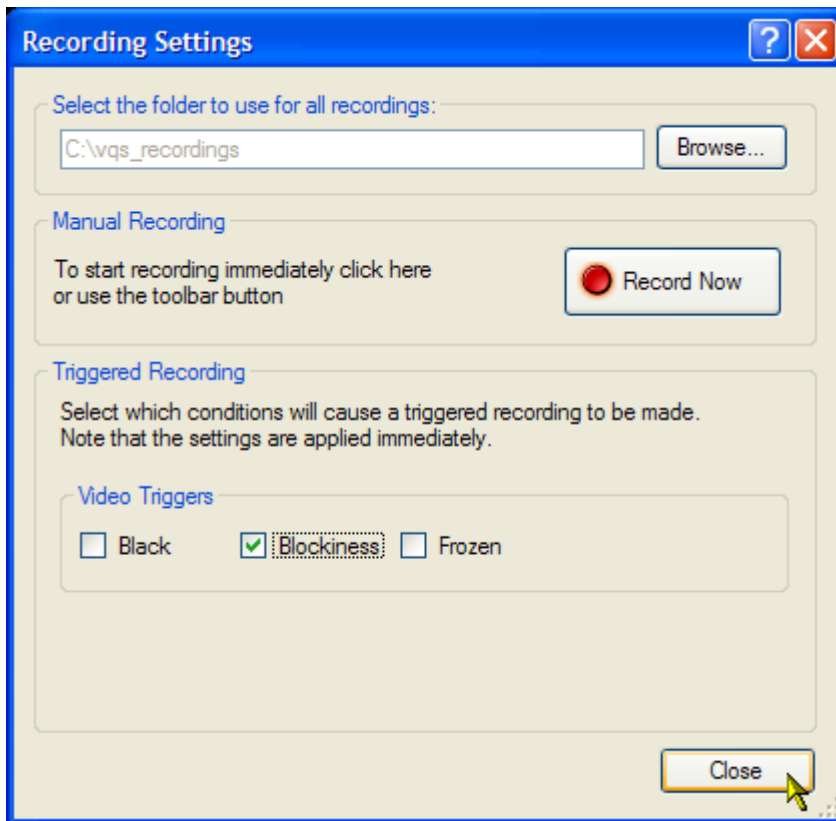 Recording Settings
Select the folder to use for all recordings:
C:\vqs_recordings
Browse...
Manual Recording
To start recording immediately click here
or use the toolbar button
Record Now
Triggered Recording
Select which conditions will cause a triggered recording to be made.
Note that the settings are applied immediately.
Video Triggers
Black
Blockiness
Frozen
Close